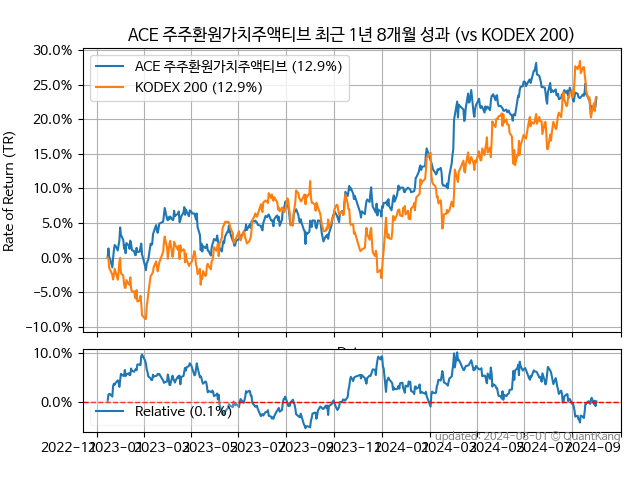 ACE 주주환원가치주액티브 최근 1년 8개월 성과 (vs KODEX 200)
Rate of Return (TR)
30.0%
25.0%
20.0%
15.0%
10.0%
5.0%
0.0%
−5.0%
−10.0%
ACE 주주환원가치주액티브 (12.9%)
KODEX 200 (12.9%)
10.0%
0.0%
Relative (0.1%)
updated: 2024-08-01 © QuantKang
2022-11 2023-01 2023-03 2023-05 2023-07 2023-09 2023-11 2024-01 2024-03 2024-05 2024-07 2024-09